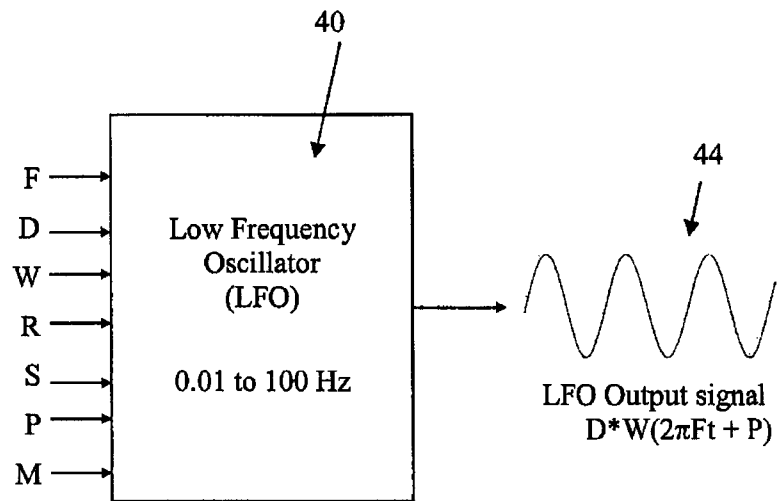 40
44
F
D
W
R
S
P
M
Low Frequency
Oscillator
(LFO)
0.01 to 100 Hz
LFO Output signal
D*W(2πFt + P)